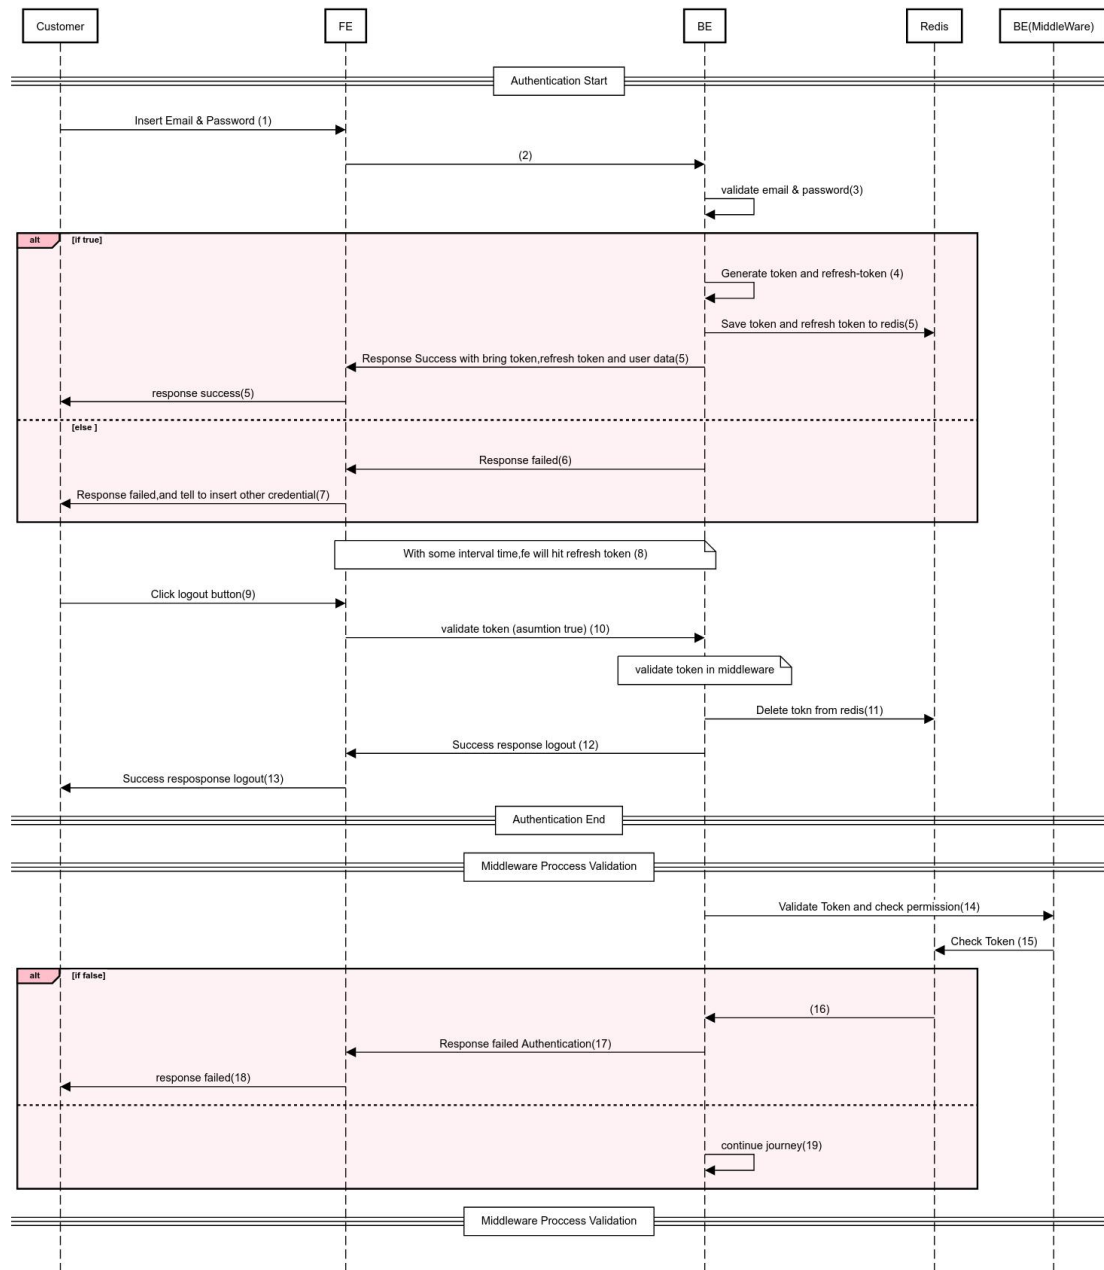 Customer
FE
BE
Redis
BE(MiddleWare)
Authentication Start
Insert Email & Password (1)
(2)
validate email & password(3)
alt
[if true]
Generate token and refresh-token (4)
Save token and refresh token to redis(5)
Response Success with bring token,refresh token and user data(5)
response success(5)
[else ]
Response failed(6)
Response failed,and tell to insert other credential(7)
With some interval time,fe will hit refresh token (8)
Click logout button(9)
validate token (asumtion true) (10)
validate token in middleware
Delete tokn from redis(11)
Success response logout (12)
Success resposponse logout(13)
Authentication End
Middleware Proccess Validation
Validate Token and check permission(14)
Check Token (15)
alt
[if false]
(16)
Response failed Authentication(17)
response failed(18)
continue journey(19)
Middleware Proccess Validation